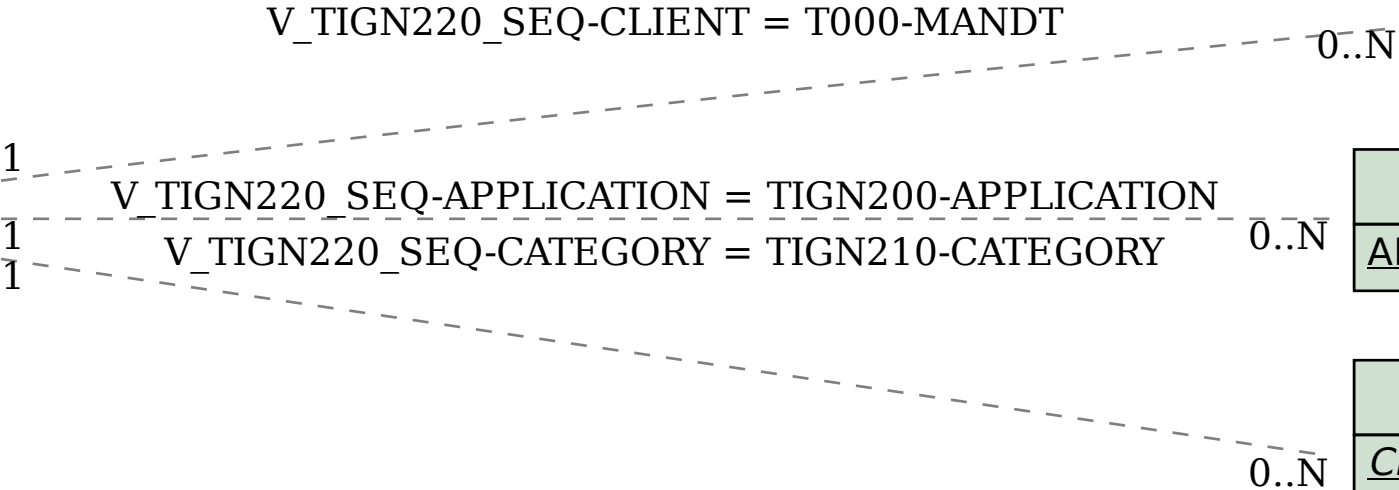 V_TIGN220_SEQ-CLIENT = T000-MANDT
0..N
1
V_TIGN220_SEQ-APPLICATION = TIGN200-APPLICATION
1
0..N
V_TIGN220_SEQ-CATEGORY = TIGN210-CATEGORY
1
0..N